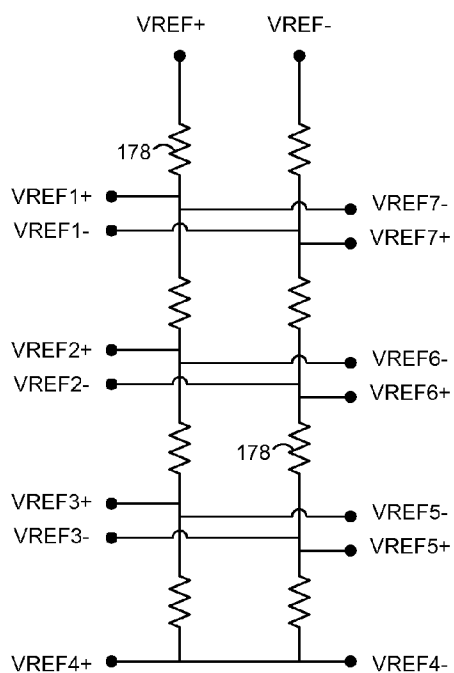 VREF+ VREF-
178
VREF1+ VREF7-
VREF1- VREF7+
VREF2+ VREF6-
VREF2- VREF6+
178
VREF3+ VREF5-
VREF3- VREF5+
VREF4+ VREF4-